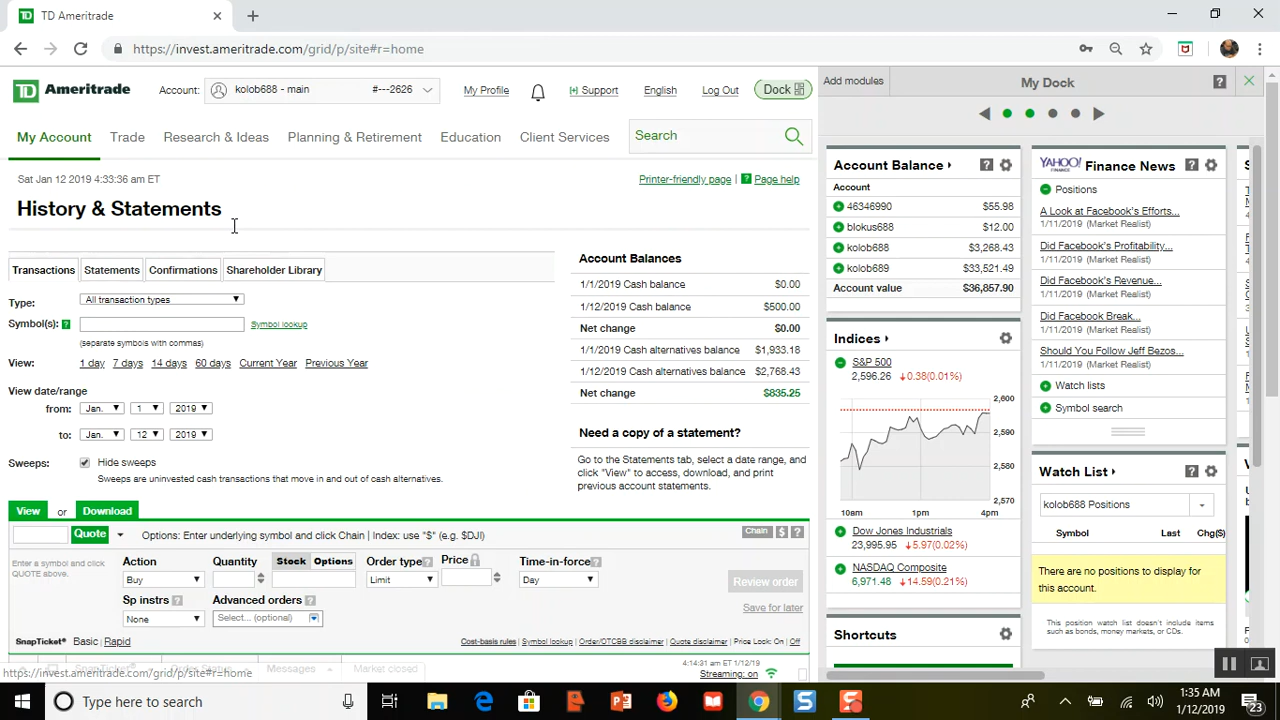 TD Ameritrade
https://invest.ameritrade.com/grid/p/site#r=home
TD Ameritrade
Account: kolob688 - main #---2626
My Profile
[+] Support
English
Log Out
Dock
My Account Trade Research & Ideas Planning & Retirement Education Client Services
Search
Sat Jan 12 2019 4:33:36 am ET
Printer-friendly page | ? Page help
History & Statements
Transactions Statements Confirmations Shareholder Library
Type: All transaction types
Symbol(s): ? Symbol lookup
(separate symbols with commas)
View: 1 day 7 days 14 days 60 days Current Year Previous Year
View date/range
from: Jan. 1 2019
to: Jan. 12 2019
Sweeps: Hide sweeps
Sweeps are uninvested cash transactions that move in and out of cash alternatives.
View or Download
Account Balances
1/1/2019 Cash balance $0.00
1/12/2019 Cash balance $500.00
Net change $0.00
1/1/2019 Cash alternatives balance $1,933.18
1/12/2019 Cash alternatives balance $2,768.43
Net change $835.25
Need a copy of a statement?
Go to the Statements tab, select a date range, and
click "View" to access, download, and print
previous account statements.
Quote Options: Enter underlying symbol and click Chain | Index: use "$" (e.g. $DJI)
Chain $ ?
Enter a symbol and click
QUOTE above.
Action Quantity Stock Options Order type ? Price Time-in-force ?
Buy Limit Day
Review order
Sp instrs ? Advanced orders ?
None Select... (optional)
Save for later
SnapTicket® Basic | Rapid
Cost-basis rules | Symbol lookup | Order/OTCBB disclaimer | Quote disclaimer | Price Lock: On | Off
SnapTicket® Order Status Messages Market closed
4:14:31 am ET 1/12/19
Streaming: on
https://invest.ameritrade.com/grid/p/site#r=home
Add modules
My Dock
?
Account Balance ?
Account
46346990 $55.98
blokus688 $12.00
kolob688 $3,268.43
kolob689 $33,521.49
Account value $36,857.90
Indices
S&P 500
2,596.26 ↓0.38(0.01%)
2,600
2,590
2,580
2,570
10am 1pm 4pm
Dow Jones Industrials
23,995.95 ↓5.97(0.02%)
NASDAQ Composite
6,971.48 ↓14.59(0.21%)
Shortcuts
YAHOO! FINANCE Finance News ?
Positions
A Look at Facebook's Efforts...
1/11/2019 (Market Realist)
Did Facebook's Profitability...
1/11/2019 (Market Realist)
Did Facebook's Revenue...
1/11/2019 (Market Realist)
Did Facebook Break...
1/11/2019 (Market Realist)
Should You Follow Jeff Bezos...
1/11/2019 (Market Realist)
Watch lists
Symbol search
Watch List ?
kolob688 Positions
Symbol Last Chg($)
There are no positions to display for
this account.
This position watch list doesn't include items
such as bonds, money markets, or CDs.
Type here to search
1:35 AM
1/12/2019
23